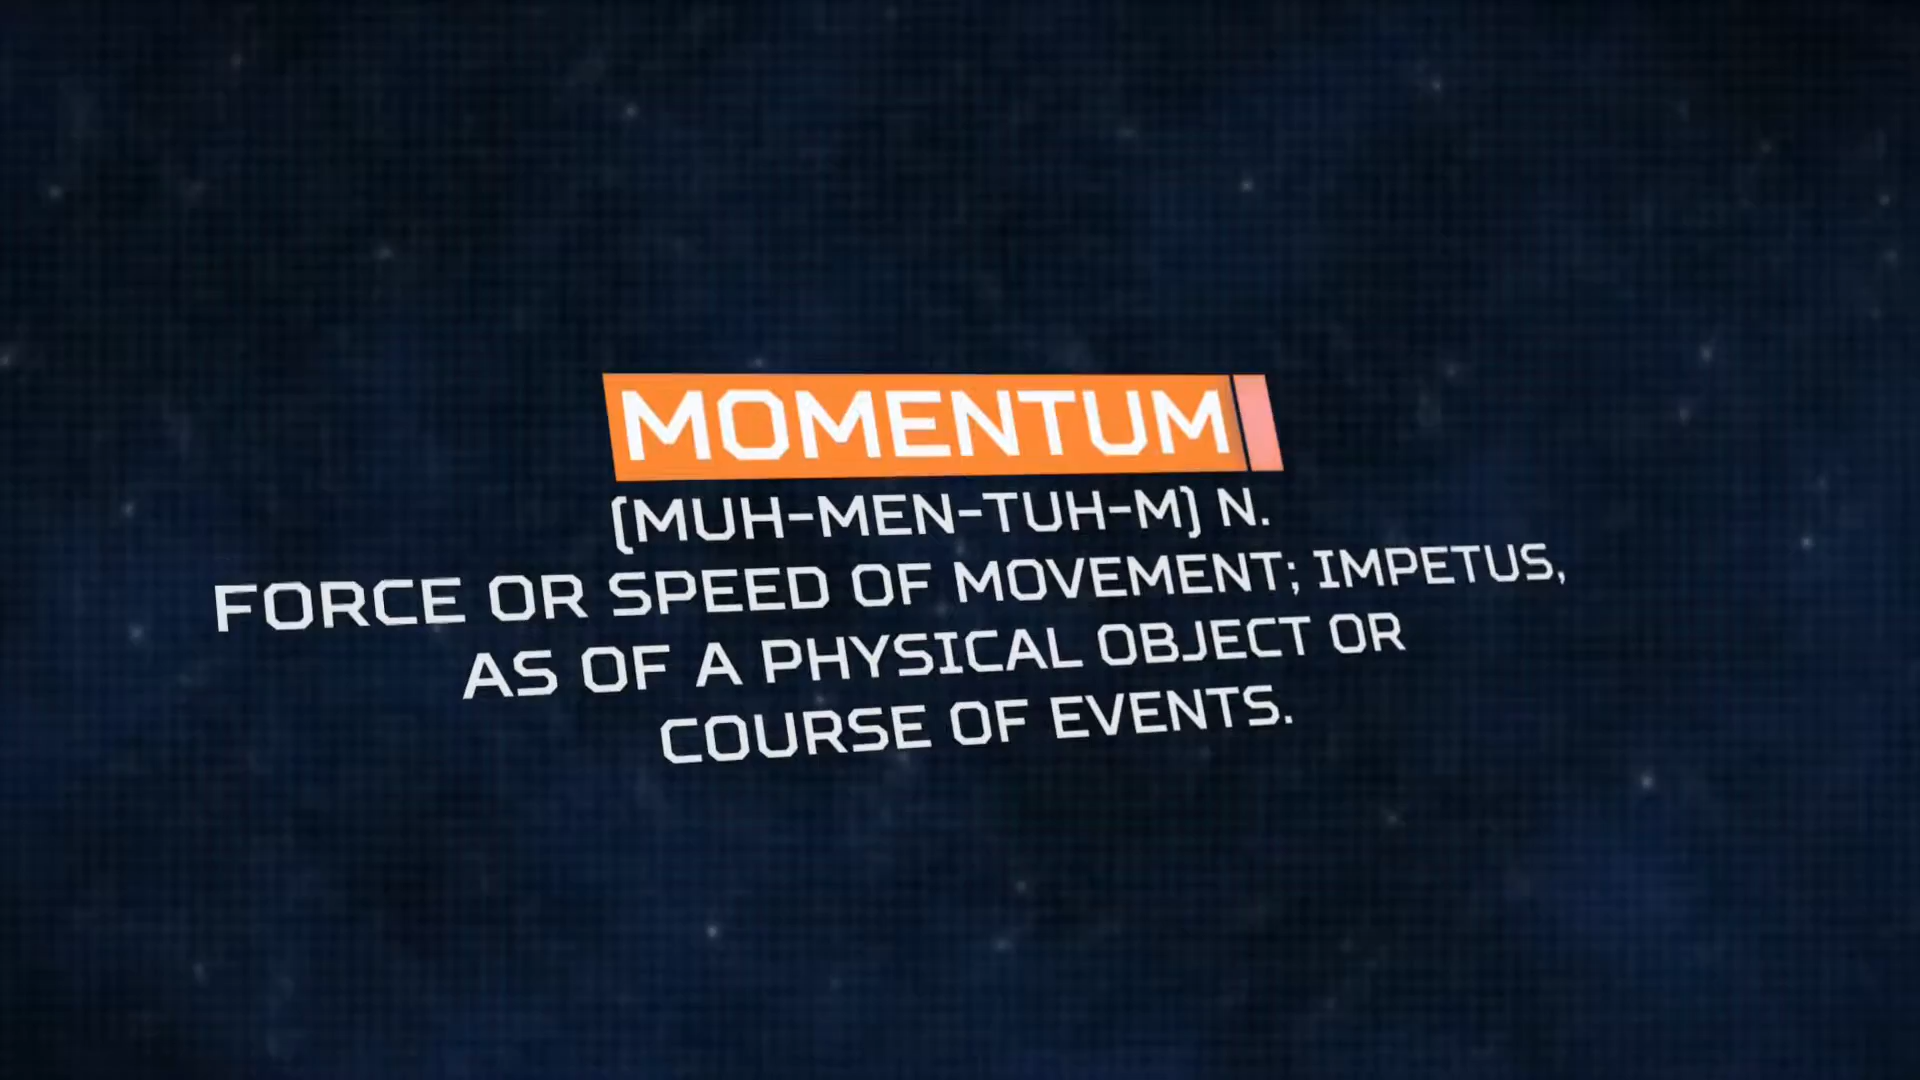 MOMENTUM
(MUH-MEN-TUH-M) N.
FORCE OR SPEED OF MOVEMENT; IMPETUS,
AS OF A PHYSICAL OBJECT OR
COURSE OF EVENTS.